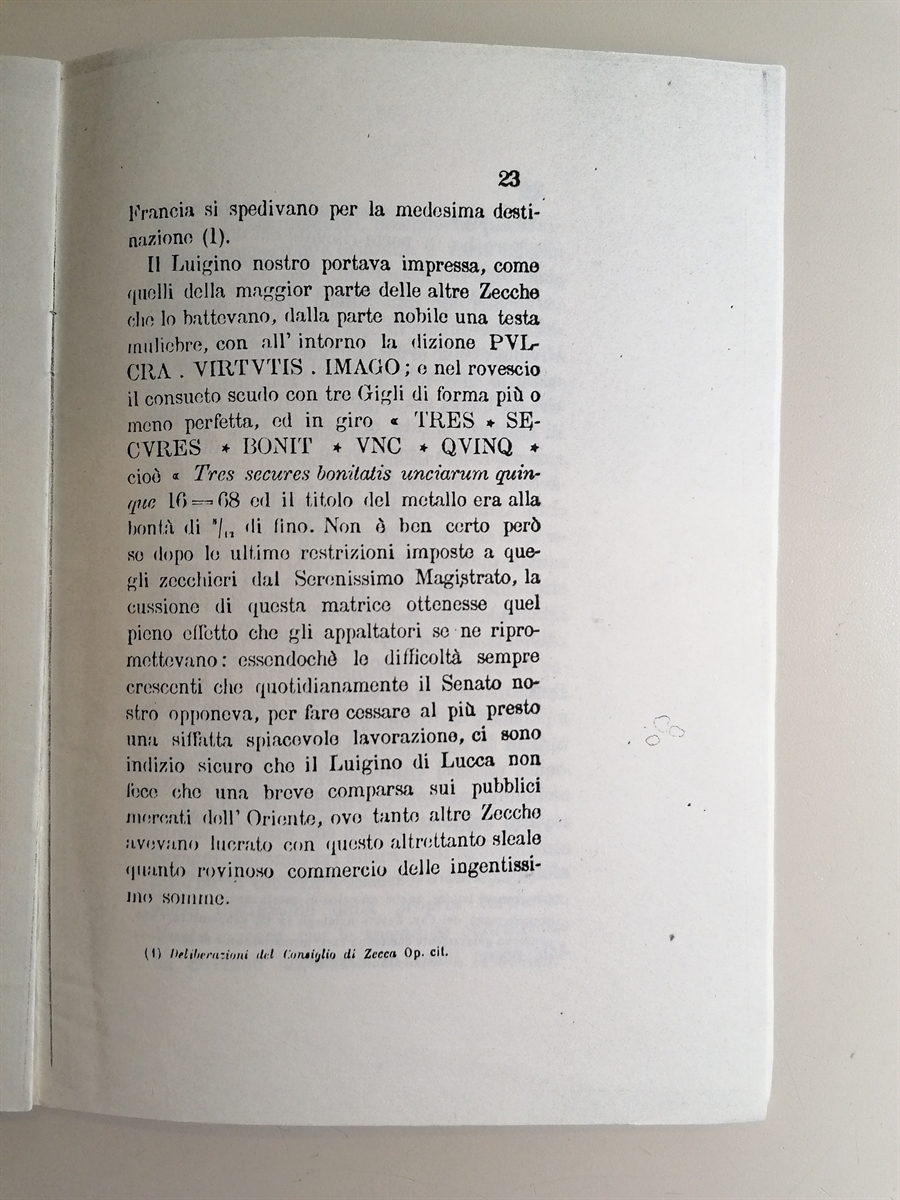 23
Francia si spedivano per la medesima desti-
nazione (1).
Il Luigino nostro portava impressa, come
quelli della maggior parte delle altre Zecche
che lo battevano, dalla parte nobile una testa
muliebre, con all' intorno la dizione PVL-
CRA . VIRTVTIS . IMAGO ; e nel rovescio
il consueto scudo con tre Gigli di forma più o
meno perfetta, ed in giro « TRES * SE-
CVRES * BONIT * VNC * QVINQ *
cioè « Tres secures bonitatis unciarum quin-
que 16=68 ed il titolo del metallo era alla
bontà di ⁵/₁₂ di fino. Non è ben certo però
se dopo le ultime restrizioni imposte a que-
gli zecchieri dal Serenissimo Magistrato, la
cussione di questa matrice ottenesse quel
pieno effetto che gli appaltatori se ne ripro-
mettevano : essendochè le difficoltà sempre
crescenti che quotidianamente il Senato no-
stro opponeva, per fare cessare al più presto
una siffatta spiacevole lavorazione, ci sono
indizio sicuro che il Luigino di Lucca non
fece che una breve comparsa sui pubblici
mercati dell' Oriente, ove tante altre Zecche
avevano lucrato con questo altrettanto sleale
quanto rovinoso commercio delle ingentissi-
me somme.
(1) Deliberazioni del Consiglio di Zecca Op. cit.